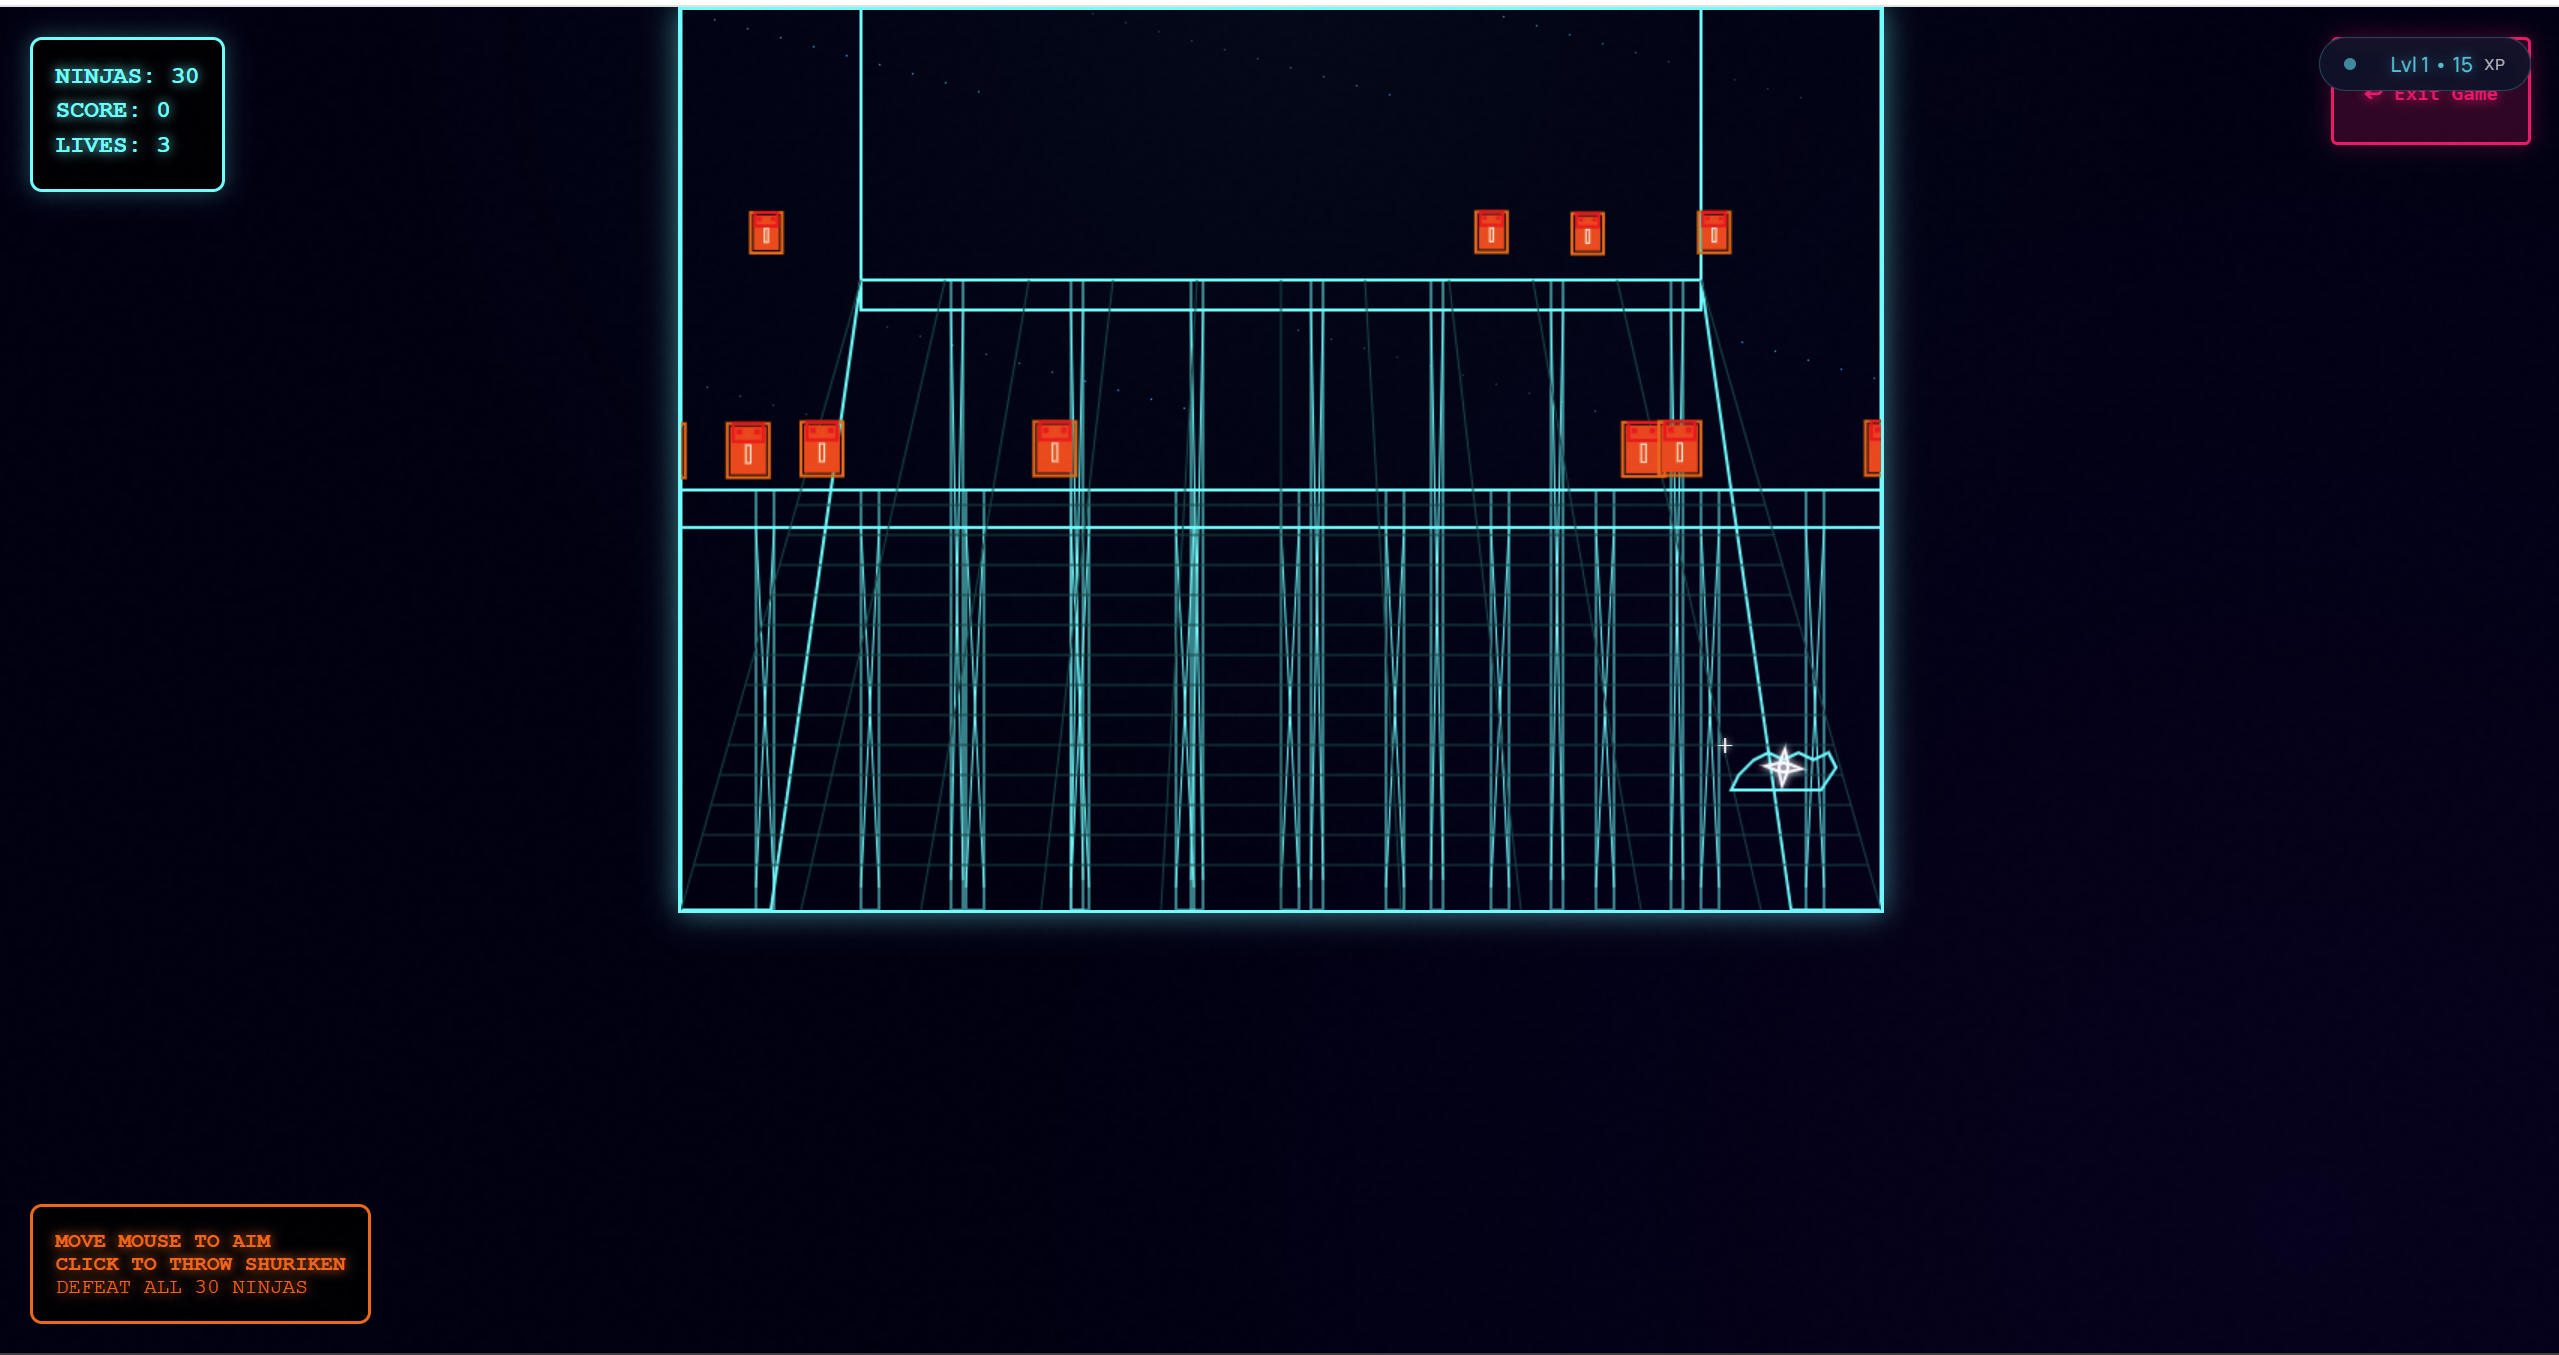 NINJAS: 30
SCORE: 0
LIVES: 3
Lvl 1 • 15 XP
↩ Exit Game
MOVE MOUSE TO AIM
CLICK TO THROW SHURIKEN
DEFEAT ALL 30 NINJAS